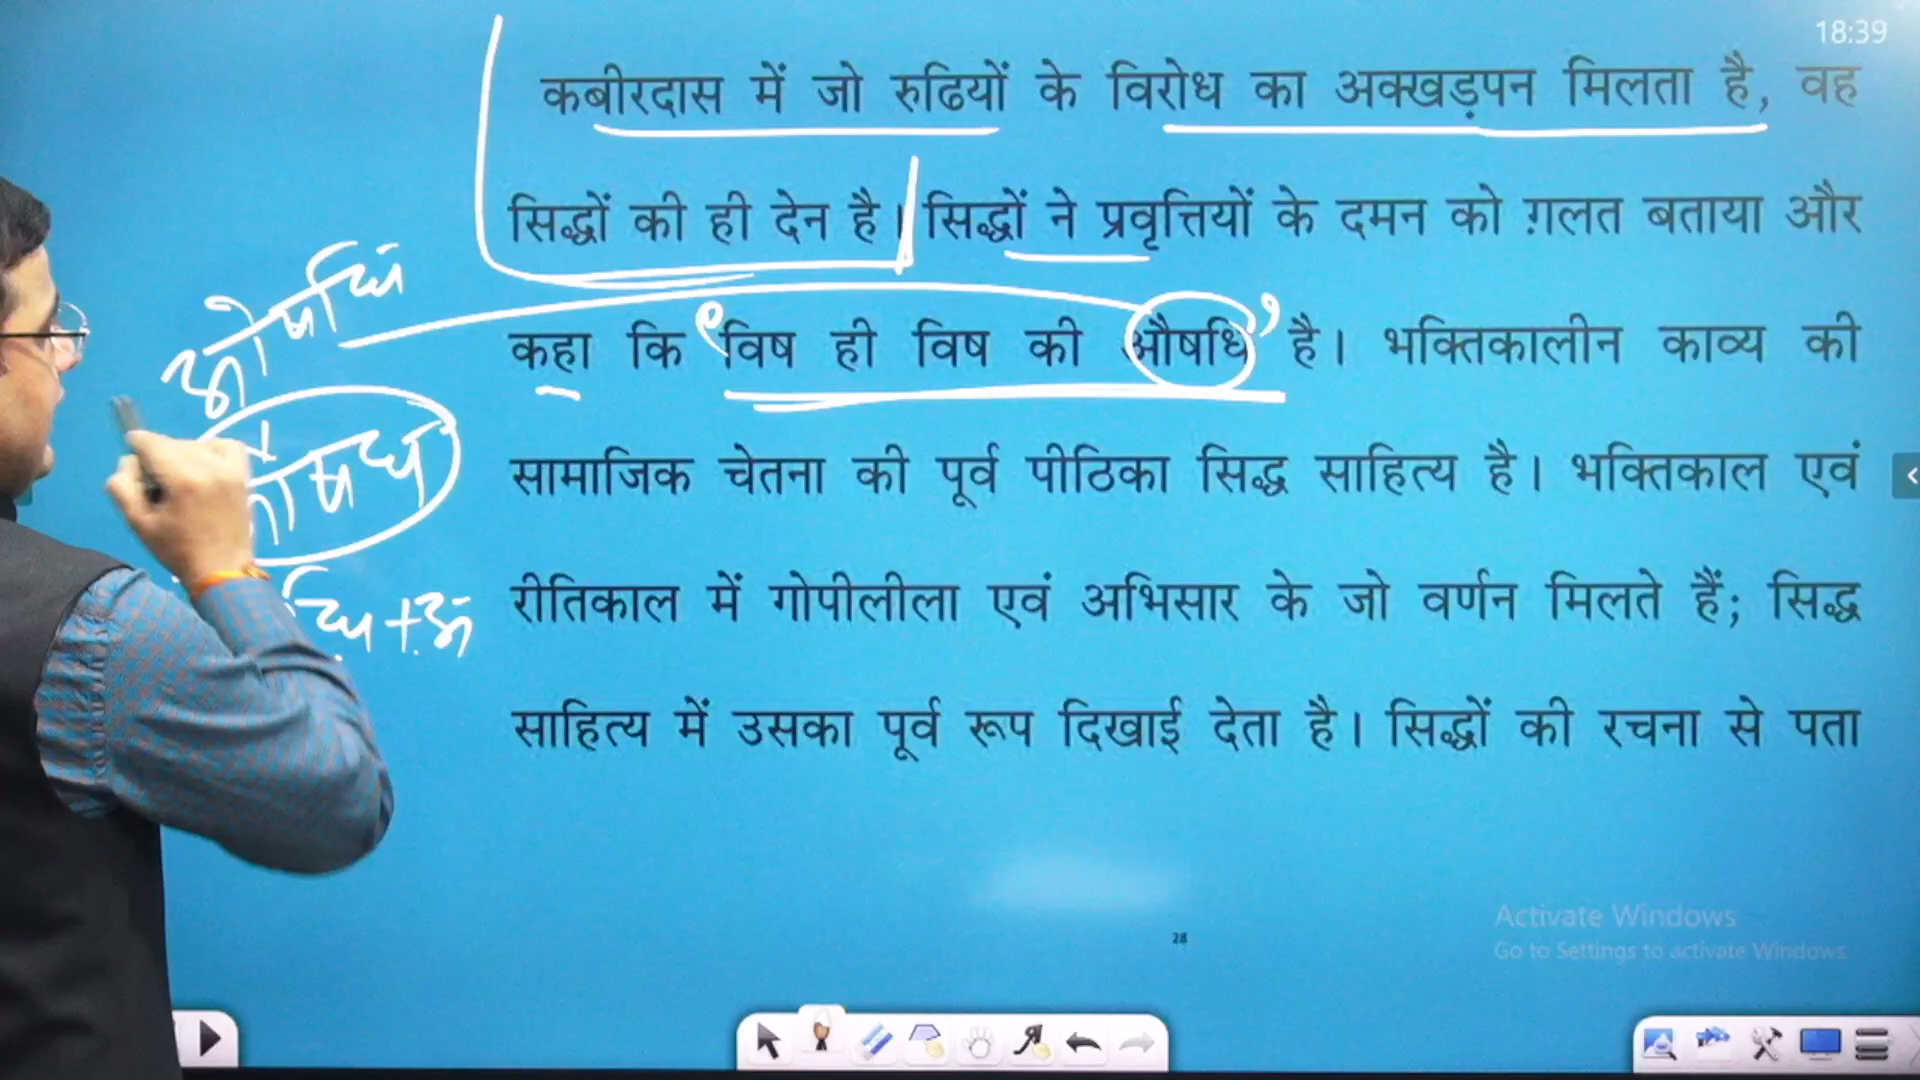 18:39
कबीरदास में जो रुढियों के विरोध का अक्खड़पन मिलता है, वह
सिद्धों की ही देन है। सिद्धों ने प्रवृत्तियों के दमन को ग़लत बताया और
कहा कि ‘विष ही विष की औषधि’ है। भक्तिकालीन काव्य की
सामाजिक चेतना की पूर्व पीठिका सिद्ध साहित्य है। भक्तिकाल एवं
रीतिकाल में गोपीलीला एवं अभिसार के जो वर्णन मिलते हैं; सिद्ध
साहित्य में उसका पूर्व रूप दिखाई देता है। सिद्धों की रचना से पता
ओषधि
Activate Windows
Go to Settings to activate Windows.
28